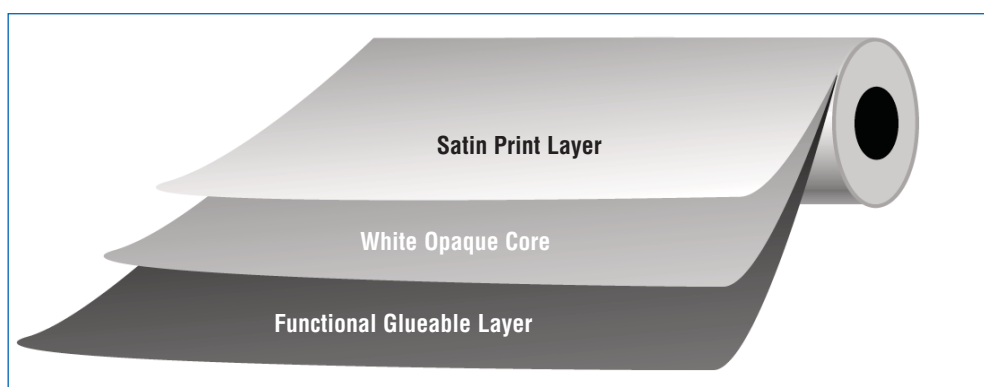 Satin Print Layer
White Opaque Core
Functional Glueable Layer